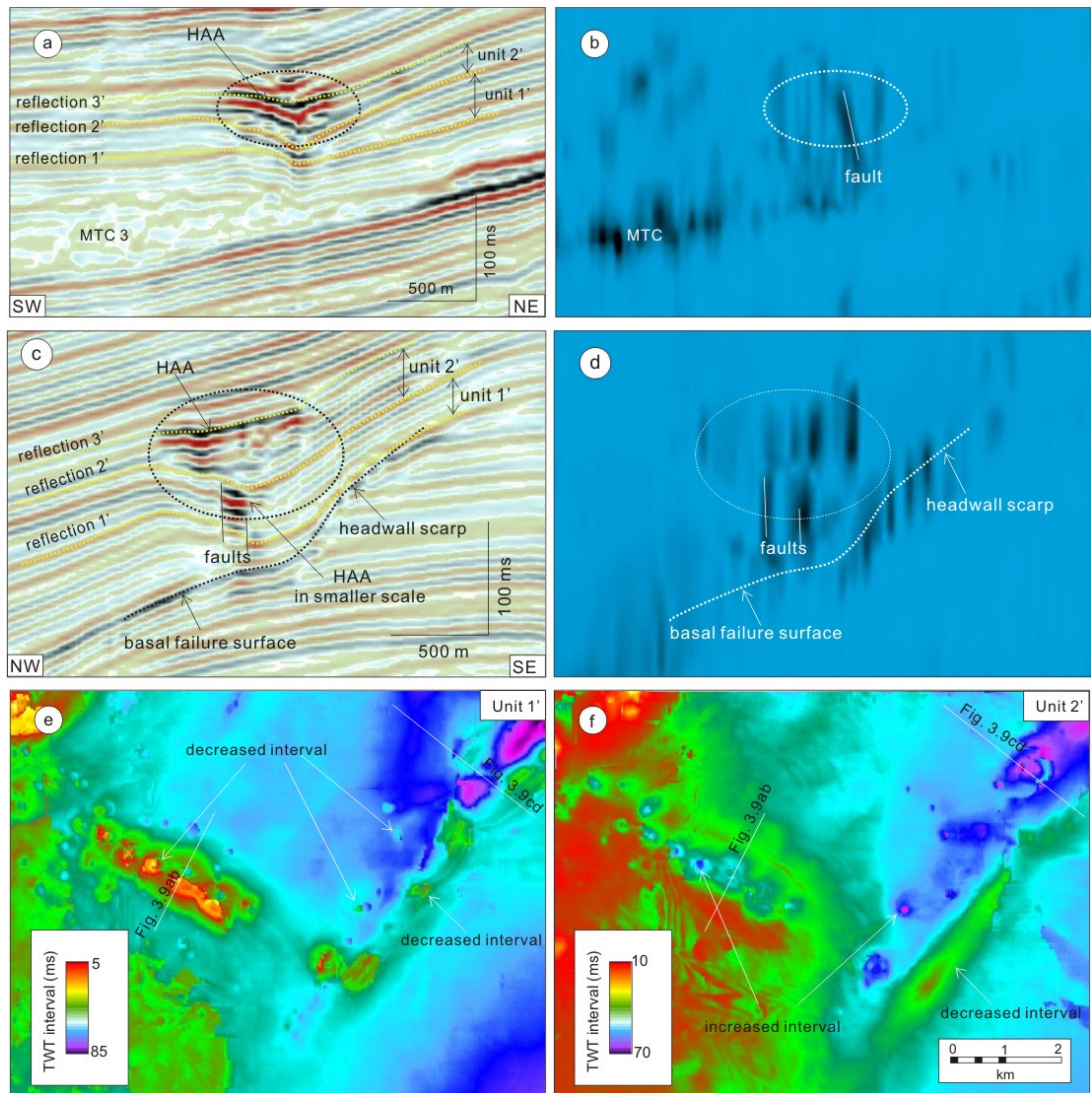 a
HAA
unit 2'
unit 1'
reflection 3'
reflection 2'
reflection 1'
MTC 3
100 ms
500 m
SW
NE
b
fault
MTC
c
HAA
unit 2'
unit 1'
reflection 3'
reflection 2'
reflection 1'
headwall scarp
faults
HAA
in smaller scale
basal failure surface
100 ms
500 m
NW
SE
d
headwall scarp
faults
basal failure surface
e
Unit 1'
decreased interval
Fig. 3.9cd
Fig. 3.9ab
decreased interval
TWT interval (ms)
5
85
f
Unit 2'
Fig. 3.9cd
Fig. 3.9ab
increased interval
decreased interval
TWT interval (ms)
10
70
0 1 2
km